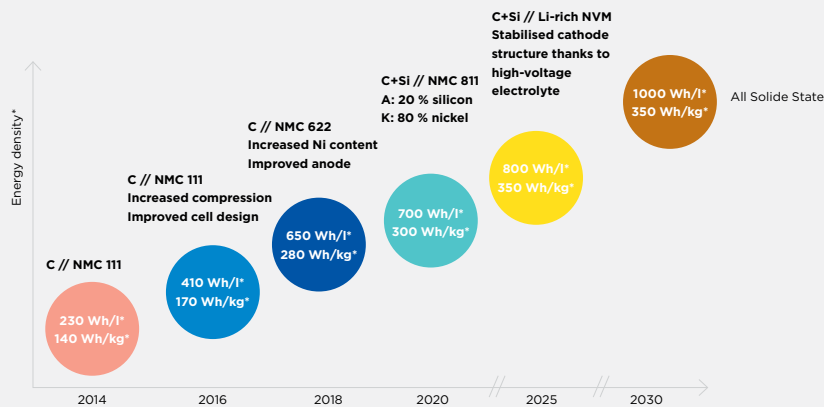 Energy density*
C // NMC 111
230 Wh/l*
140 Wh/kg*
C // NMC 111
Increased compression
Improved cell design
410 Wh/l*
170 Wh/kg*
C // NMC 622
Increased Ni content
Improved anode
650 Wh/l*
280 Wh/kg*
C+Si // NMC 811
A: 20 % silicon
K: 80 % nickel
700 Wh/l*
300 Wh/kg*
C+Si // Li-rich NVM
Stabilised cathode
structure thanks to
high-voltage
electrolyte
800 Wh/l*
350 Wh/kg*
1000 Wh/l*
350 Wh/kg*
All Solide State
2014
2016
2018
2020
2025
2030